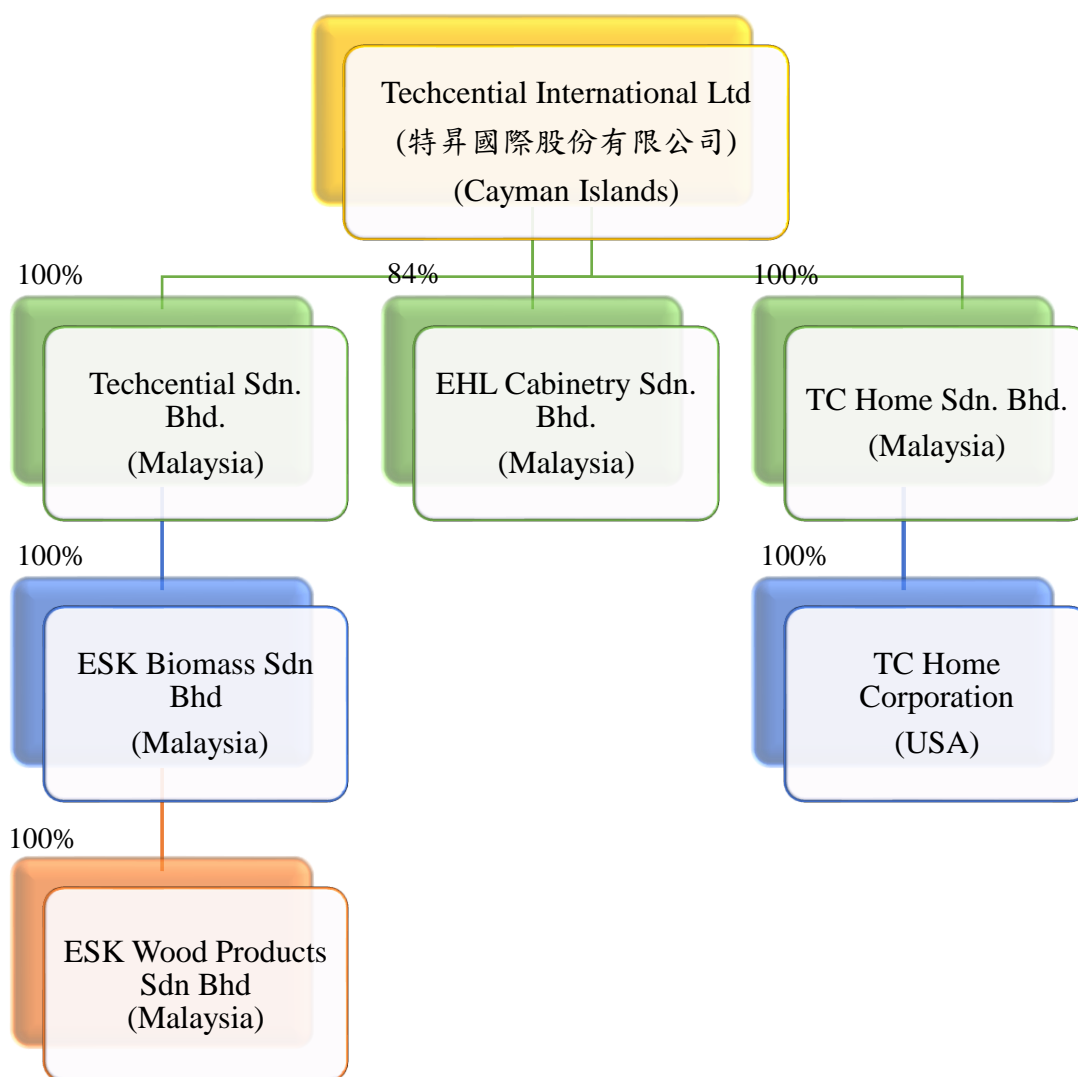 Techcential International Ltd
(特昇國際股份有限公司)
(Cayman Islands)
100%
84%
100%
Techcential Sdn.
Bhd.
(Malaysia)
EHL Cabinetry Sdn.
Bhd.
(Malaysia)
TC Home Sdn. Bhd.
(Malaysia)
100%
100%
ESK Biomass Sdn
Bhd
(Malaysia)
TC Home
Corporation
(USA)
100%
ESK Wood Products
Sdn Bhd
(Malaysia)